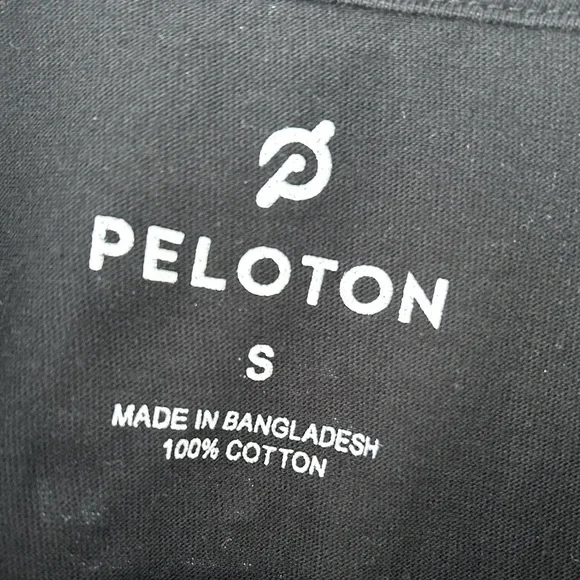 PELOTON
S
MADE IN BANGLADESH
100% COTTON